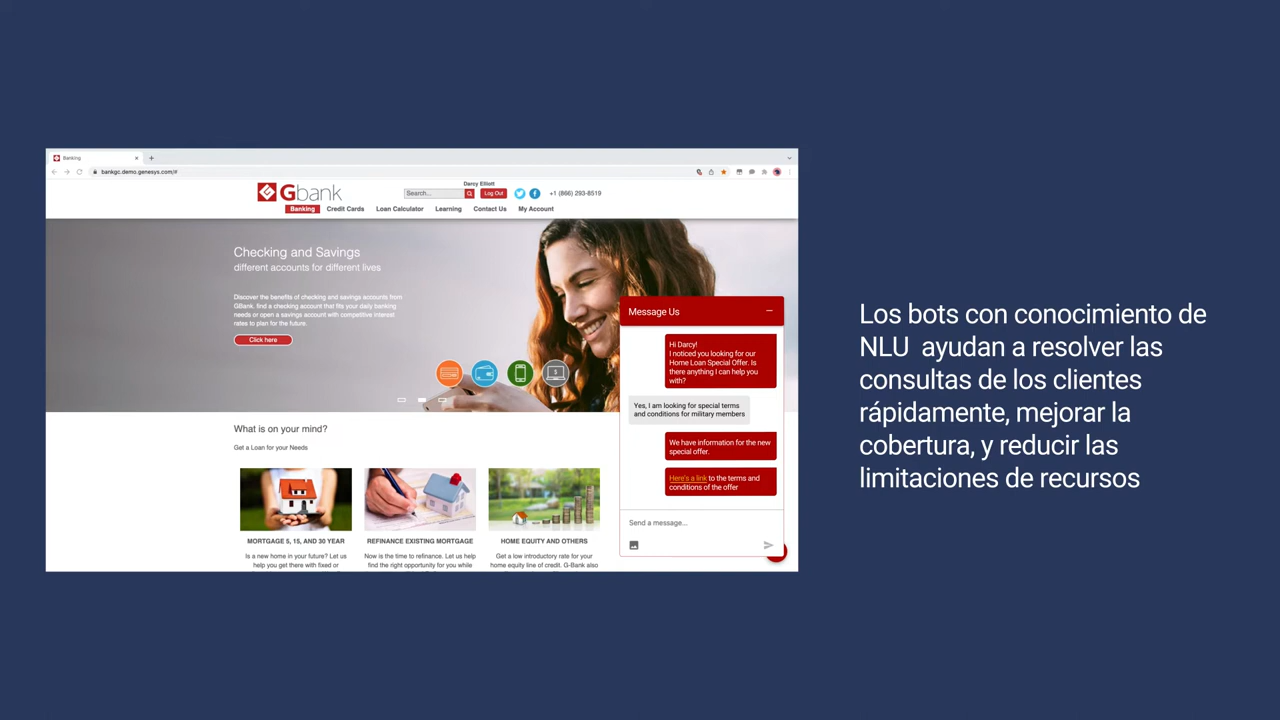 Banking
bankgc.demo.genesys.com/#
Gbank
Darcy Elliott
Search...
Log Out
+1 (866) 293-8519
Banking
Credit Cards
Loan Calculator
Learning
Contact Us
My Account
Checking and Savings
different accounts for different lives
Discover the benefits of checking and savings accounts from
GBank. find a checking account that fits your daily banking
needs or open a savings account with competitive interest
rates to plan for the future.
Click here
What is on your mind?
Get a Loan for your Needs
MORTGAGE 5, 15, AND 30 YEAR
Is a new home in your future? Let us
help you get there with fixed or
REFINANCE EXISTING MORTGAGE
Now is the time to refinance. Let us help
find the right opportunity for you while
HOME EQUITY AND OTHERS
Get a low introductory rate for your
home equity line of credit. G-Bank also
Message Us
Hi Darcy!
I noticed you looking for our
Home Loan Special Offer. Is
there anything I can help you
with?
Yes, I am looking for special terms
and conditions for military members
We have information for the new
special offer.
Here's a link to the terms and
conditions of the offer
Send a message...
Los bots con conocimiento de
NLU  ayudan a resolver las
consultas de los clientes
rápidamente, mejorar la
cobertura, y reducir las
limitaciones de recursos